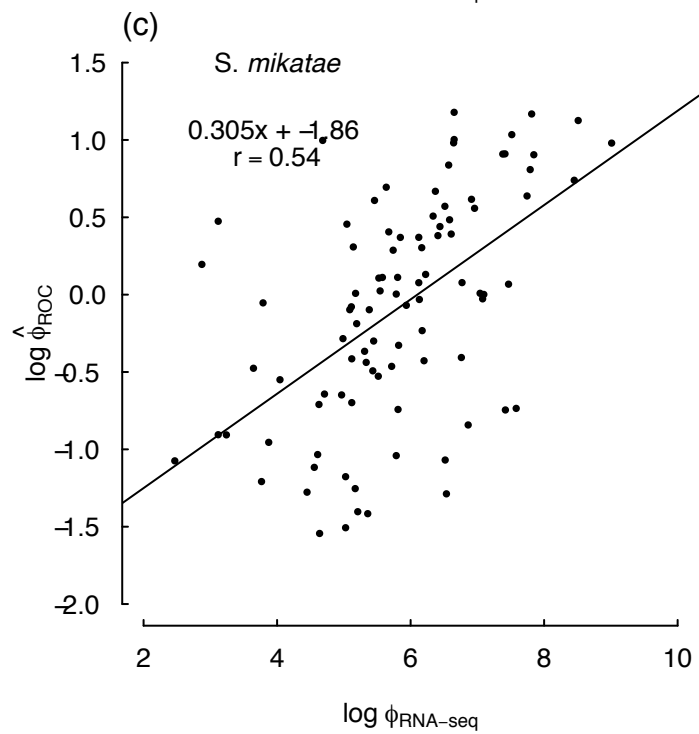 (c)
S. mikatae
0.305x + −1.86
r = 0.54
1.5
1.0
0.5
0.0
−0.5
−1.0
−1.5
−2.0
log ϕ̂ROC
2 4 6 8 10
log ϕRNA−seq